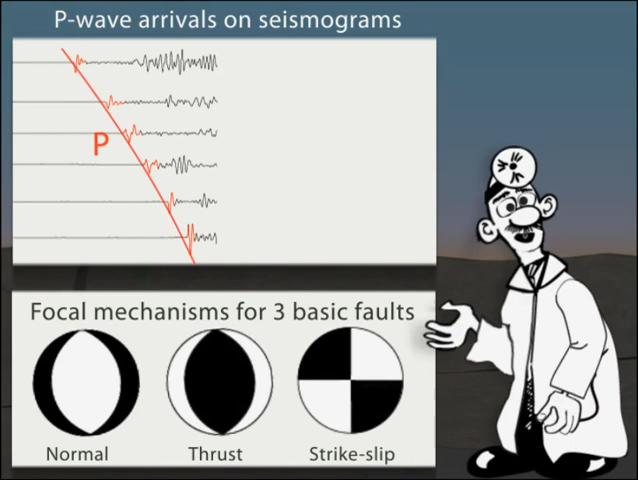 P-wave arrivals on seismograms
P
Focal mechanisms for 3 basic faults
Normal
Thrust
Strike-slip